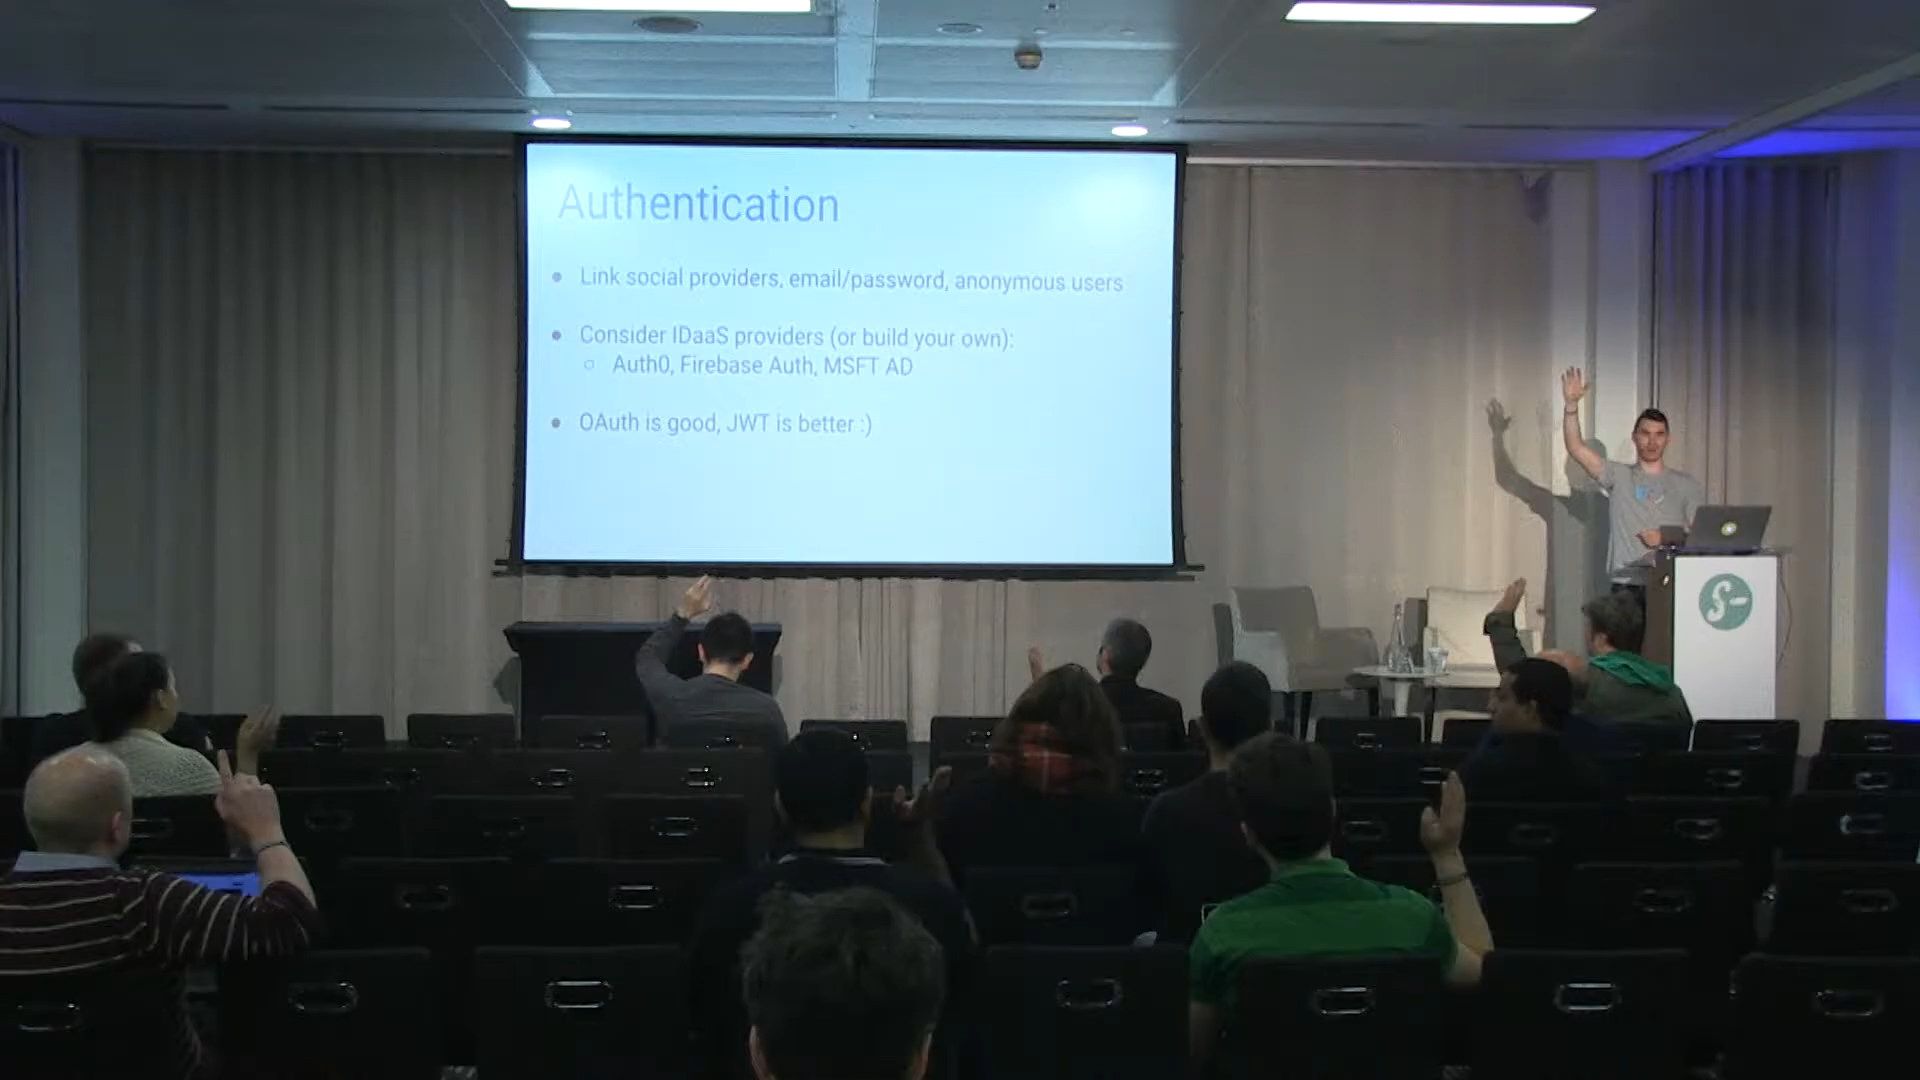 Authentication
● Link social providers, email/password, anonymous users
● Consider IDaaS providers (or build your own):
○ Auth0, Firebase Auth, MSFT AD
● OAuth is good, JWT is better :)
S-